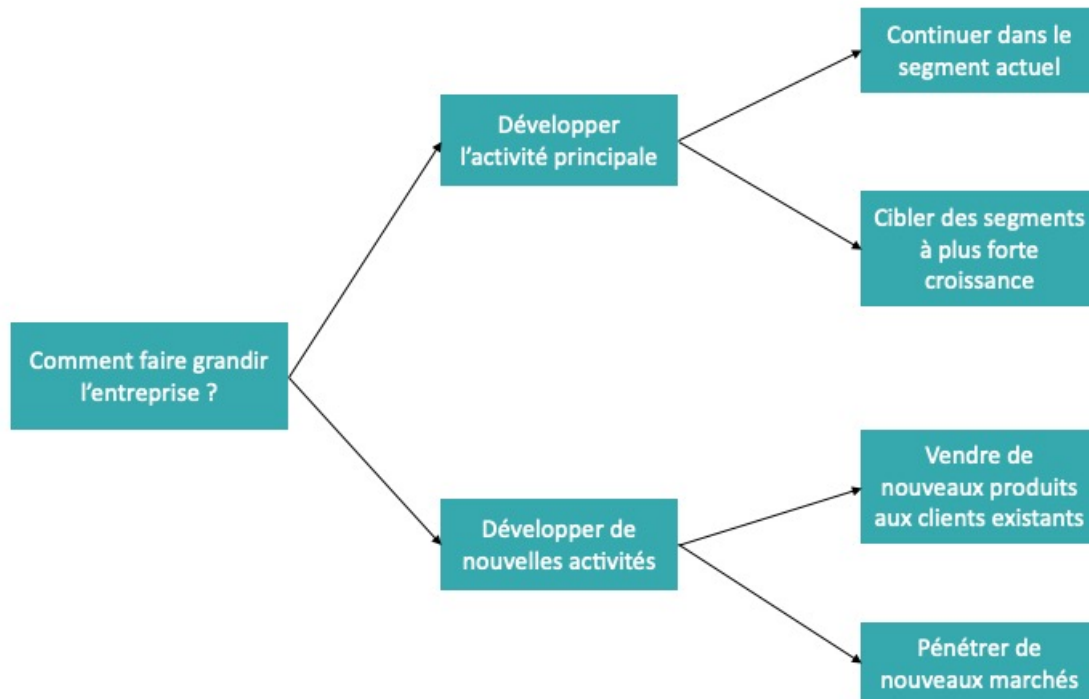 Continuer dans le
segment actuel
Développer
l’activité principale
Cibler des segments
à plus forte
croissance
Comment faire grandir
l’entreprise ?
Vendre de
nouveaux produits
aux clients existants
Développer de
nouvelles activités
Pénétrer de
nouveaux marchés